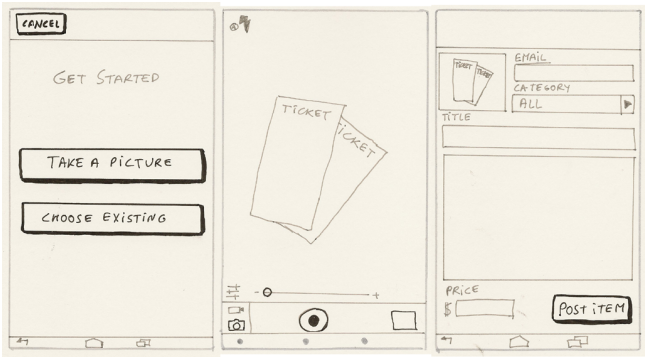 CANCEL
GET STARTED
TAKE A PICTURE
CHOOSE EXISTING
TICKET
TICKET
- +
TICKET
TICKET
EMAIL
CATEGORY
ALL
TITLE
PRICE
$
POST ITEM